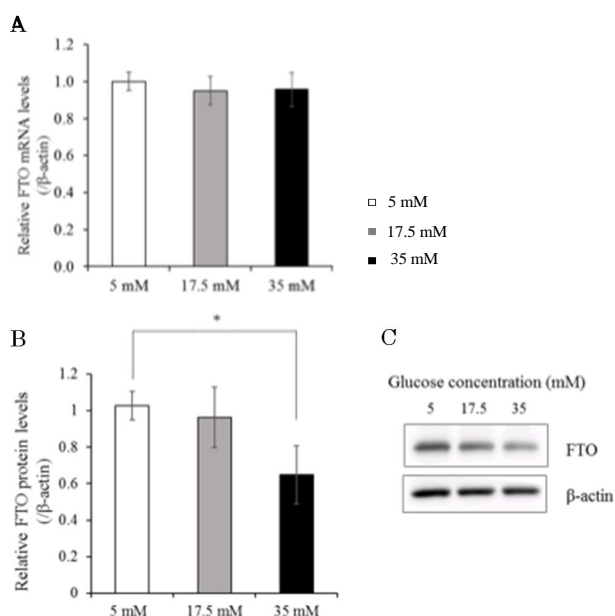 A
Relative FTO mRNA levels
(/β-actin)
1.2
1.0
0.8
0.6
0.4
0.2
0.0
5 mM
17.5 mM
35 mM
5 mM
17.5 mM
35 mM
B
Relative FTO protein levels
(/β-actin)
1.2
1
0.8
0.6
0.4
0.2
0
*
5 mM
17.5 mM
35 mM
C
Glucose concentration (mM)
5 17.5 35
FTO
β-actin